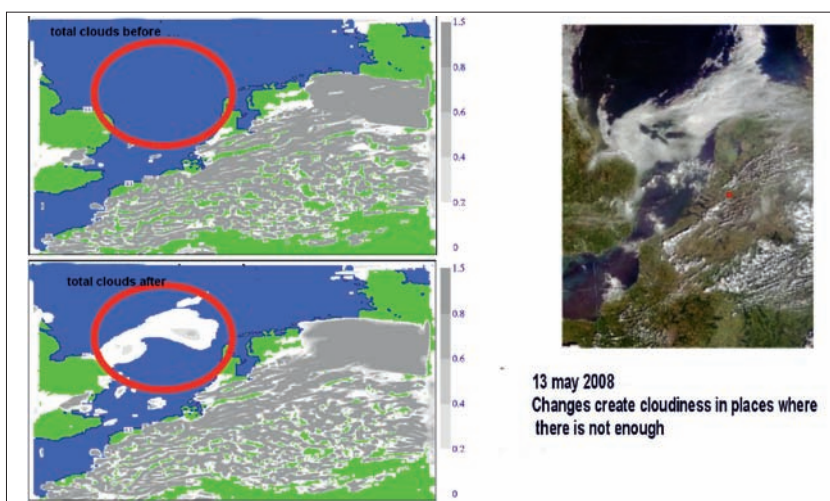 total clouds before
1.5
0.8
0.6
0.4
0.2
0
total clouds after
1.5
0.8
0.6
0.4
0.2
0
13 may 2008
Changes create cloudiness in places where
there is not enough